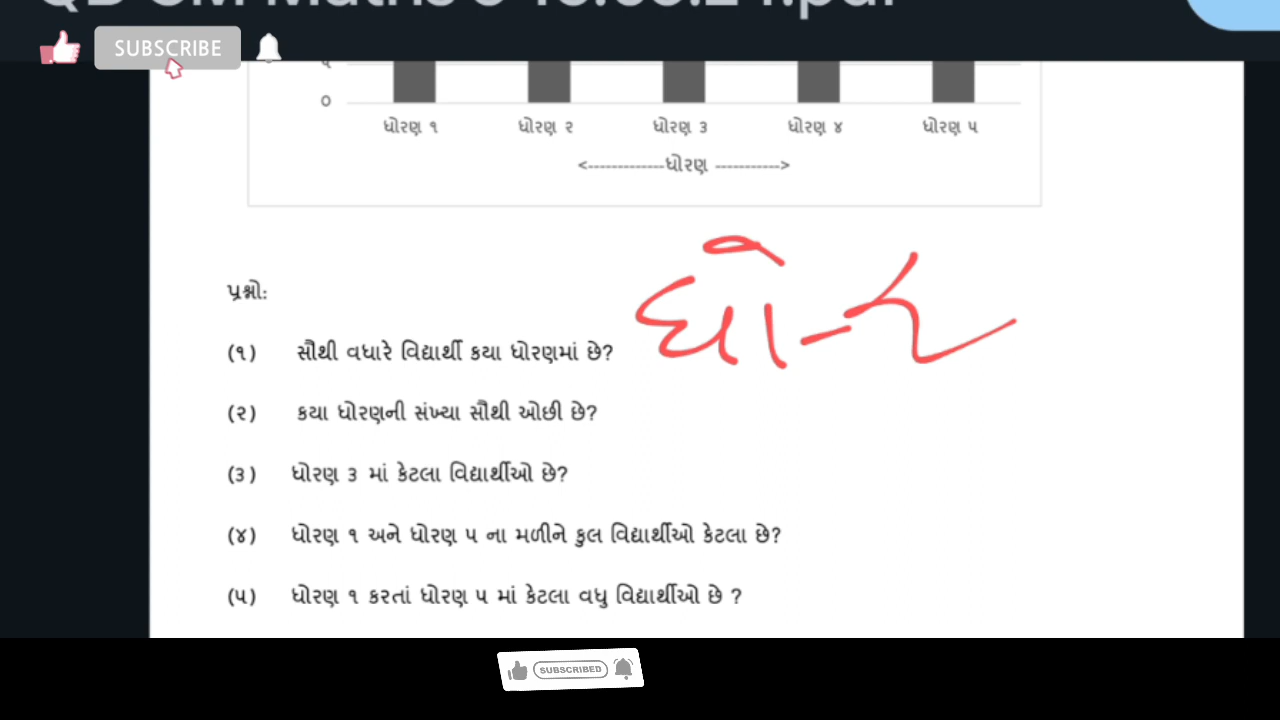 SUBSCRIBE
૦
ધોરણ ૧ ધોરણ ૨ ધોરણ ૩ ધોરણ ૪ ધોરણ ૫
<-------------ધોરણ ----------->
પ્રશ્નો:
ધો-૨
(૧) સૌથી વધારે વિદ્યાર્થી કયા ધોરણમાં છે?
(૨) કયા ધોરણની સંખ્યા સૌથી ઓછી છે?
(૩) ધોરણ ૩ માં કેટલા વિદ્યાર્થીઓ છે?
(૪) ધોરણ ૧ અને ધોરણ ૫ ના મળીને કુલ વિદ્યાર્થીઓ કેટલા છે?
(૫) ધોરણ ૧ કરતાં ધોરણ ૫ માં કેટલા વધુ વિદ્યાર્થીઓ છે ?
SUBSCRIBED